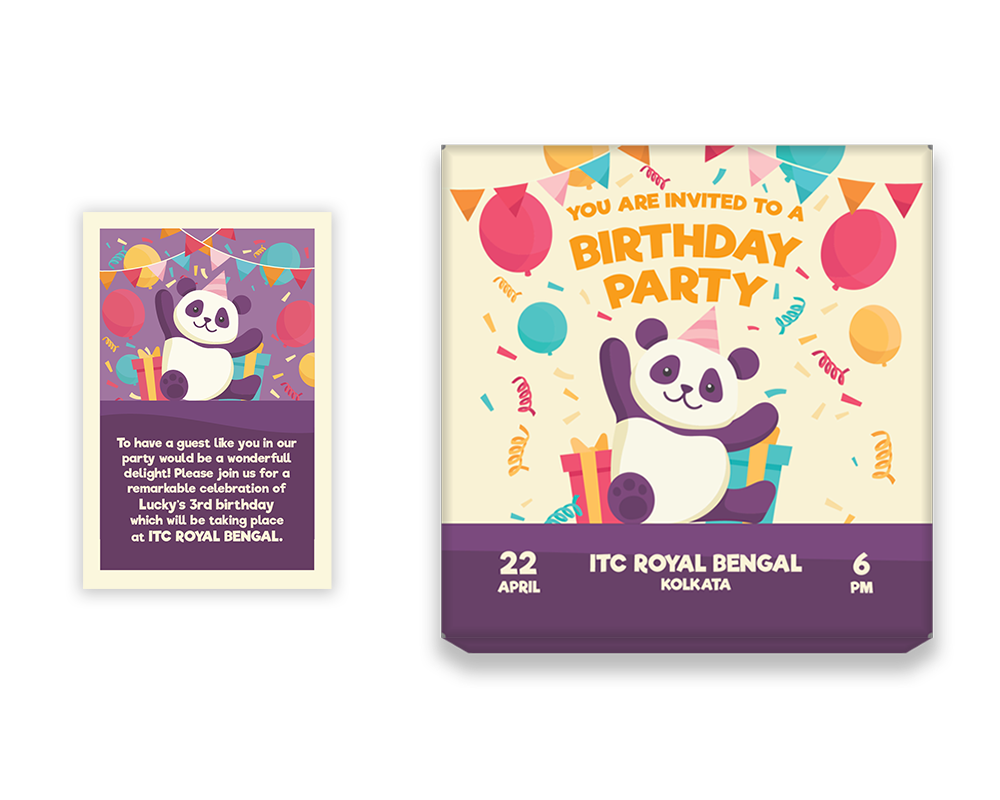 To have a guest like you in our
party would be a wonderfull
delight! Please join us for a
remarkable celebration of
Lucky's 3rd birthday
which will be taking place
at ITC ROYAL BENGAL.
YOU ARE INVITED TO A
BIRTHDAY
PARTY
22
APRIL
ITC ROYAL BENGAL
KOLKATA
6
PM